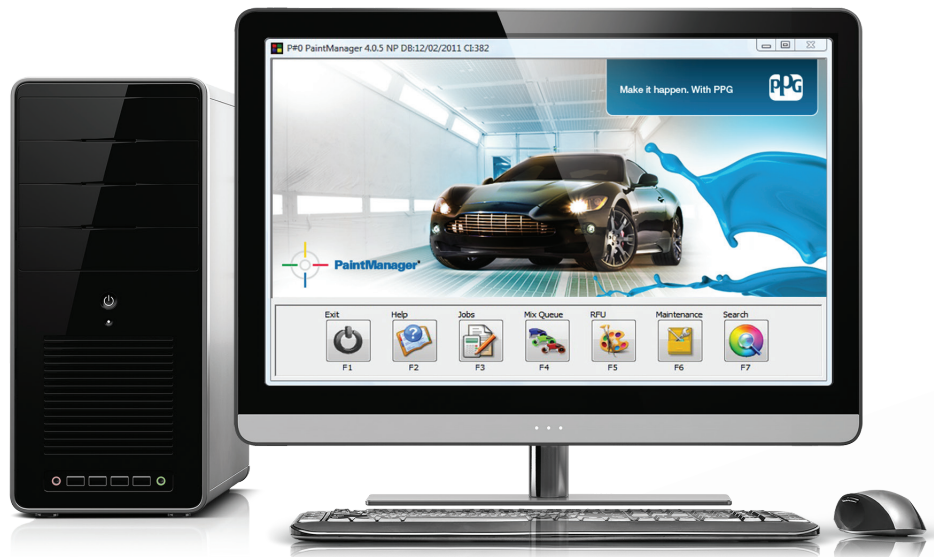 P#0 PaintManager 4.0.5 NP DB:12/02/2011 CI:382
Make it happen. With PPG
PPG
PaintManager
Exit Help Jobs Mix Queue RFU Maintenance Search
F1 F2 F3 F4 F5 F6 F7